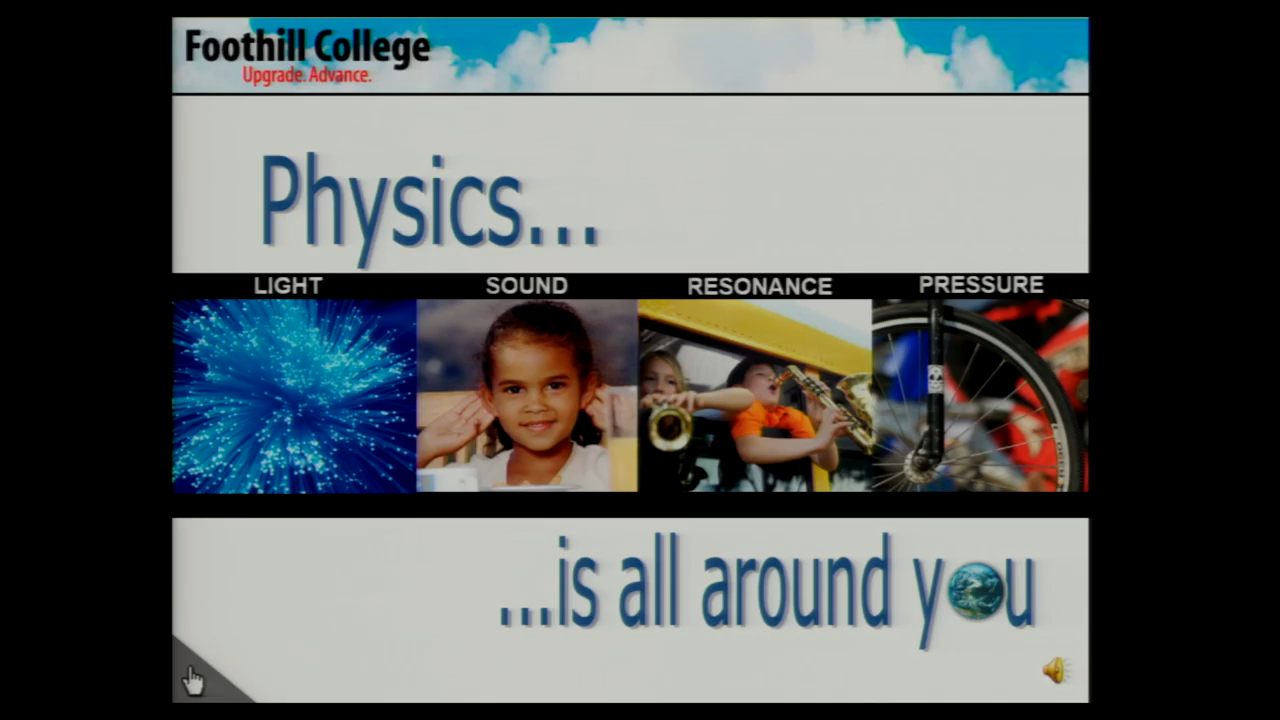 Foothill College
Upgrade. Advance.
Physics...
LIGHT SOUND RESONANCE PRESSURE
...is all around you